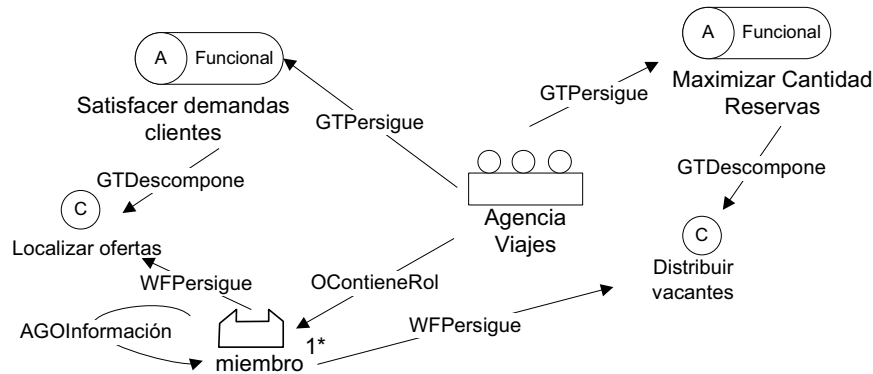 A Funcional
A Funcional
Satisfacer demandas
clientes
Maximizar Cantidad
Reservas
GTPersigue
GTPersigue
GTDescompone
GTDescompone
C
Localizar ofertas
Agencia
Viajes
C
Distribuir
vacantes
WFPersigue
OContieneRol
WFPersigue
AGOInformación
miembro
1*